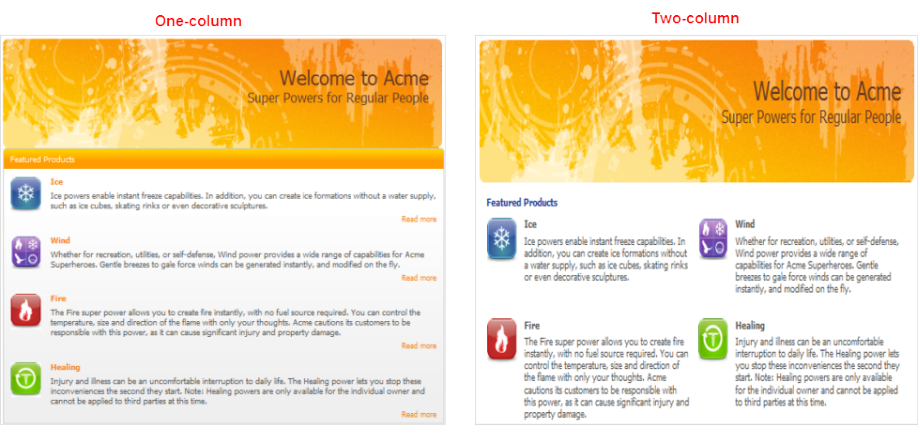 One-column
Welcome to Acme
Super Powers for Regular People
Featured Products
Ice
Ice powers enable instant freeze capabilities. In addition, you can create ice formations without a water supply,
such as ice cubes, skating rinks or even decorative sculptures.
Read more
Wind
Whether for recreation, utilities, or self-defense, Wind power provides a wide range of capabilities for Acme
Superheroes. Gentle breezes to gale force winds can be generated instantly, and modified on the fly.
Read more
Fire
The Fire super power allows you to create fire instantly, with no fuel source required. You can control the
temperature, size and direction of the flame with only your thoughts. Acme cautions its customers to be
responsible with this power, as it can cause significant injury and property damage.
Read more
Healing
Injury and illness can be an uncomfortable interruption to daily life. The Healing power lets you stop these
inconveniences the second they start. Note: Healing powers are only available for the individual owner and
cannot be applied to third parties at this time.
Read more
Two-column
Welcome to Acme
Super Powers for Regular People
Featured Products
Ice
Ice powers enable instant freeze capabilities. In
addition, you can create ice formations without
a water supply, such as ice cubes, skating rinks
or even decorative sculptures.
Wind
Whether for recreation, utilities, or self-defense,
Wind power provides a wide range of
capabilities for Acme Superheroes. Gentle
breezes to gale force winds can be generated
instantly, and modified on the fly.
Fire
The Fire super power allows you to create fire
instantly, with no fuel source required. You can
control the temperature, size and direction of
the flame with only your thoughts. Acme
cautions its customers to be responsible with
this power, as it can cause significant injury and
property damage.
Healing
Injury and illness can be an uncomfortable
interruption to daily life. The Healing power lets
you stop these inconveniences the second they
start. Note: Healing powers are only available
for the individual owner and cannot be applied
to third parties at this time.